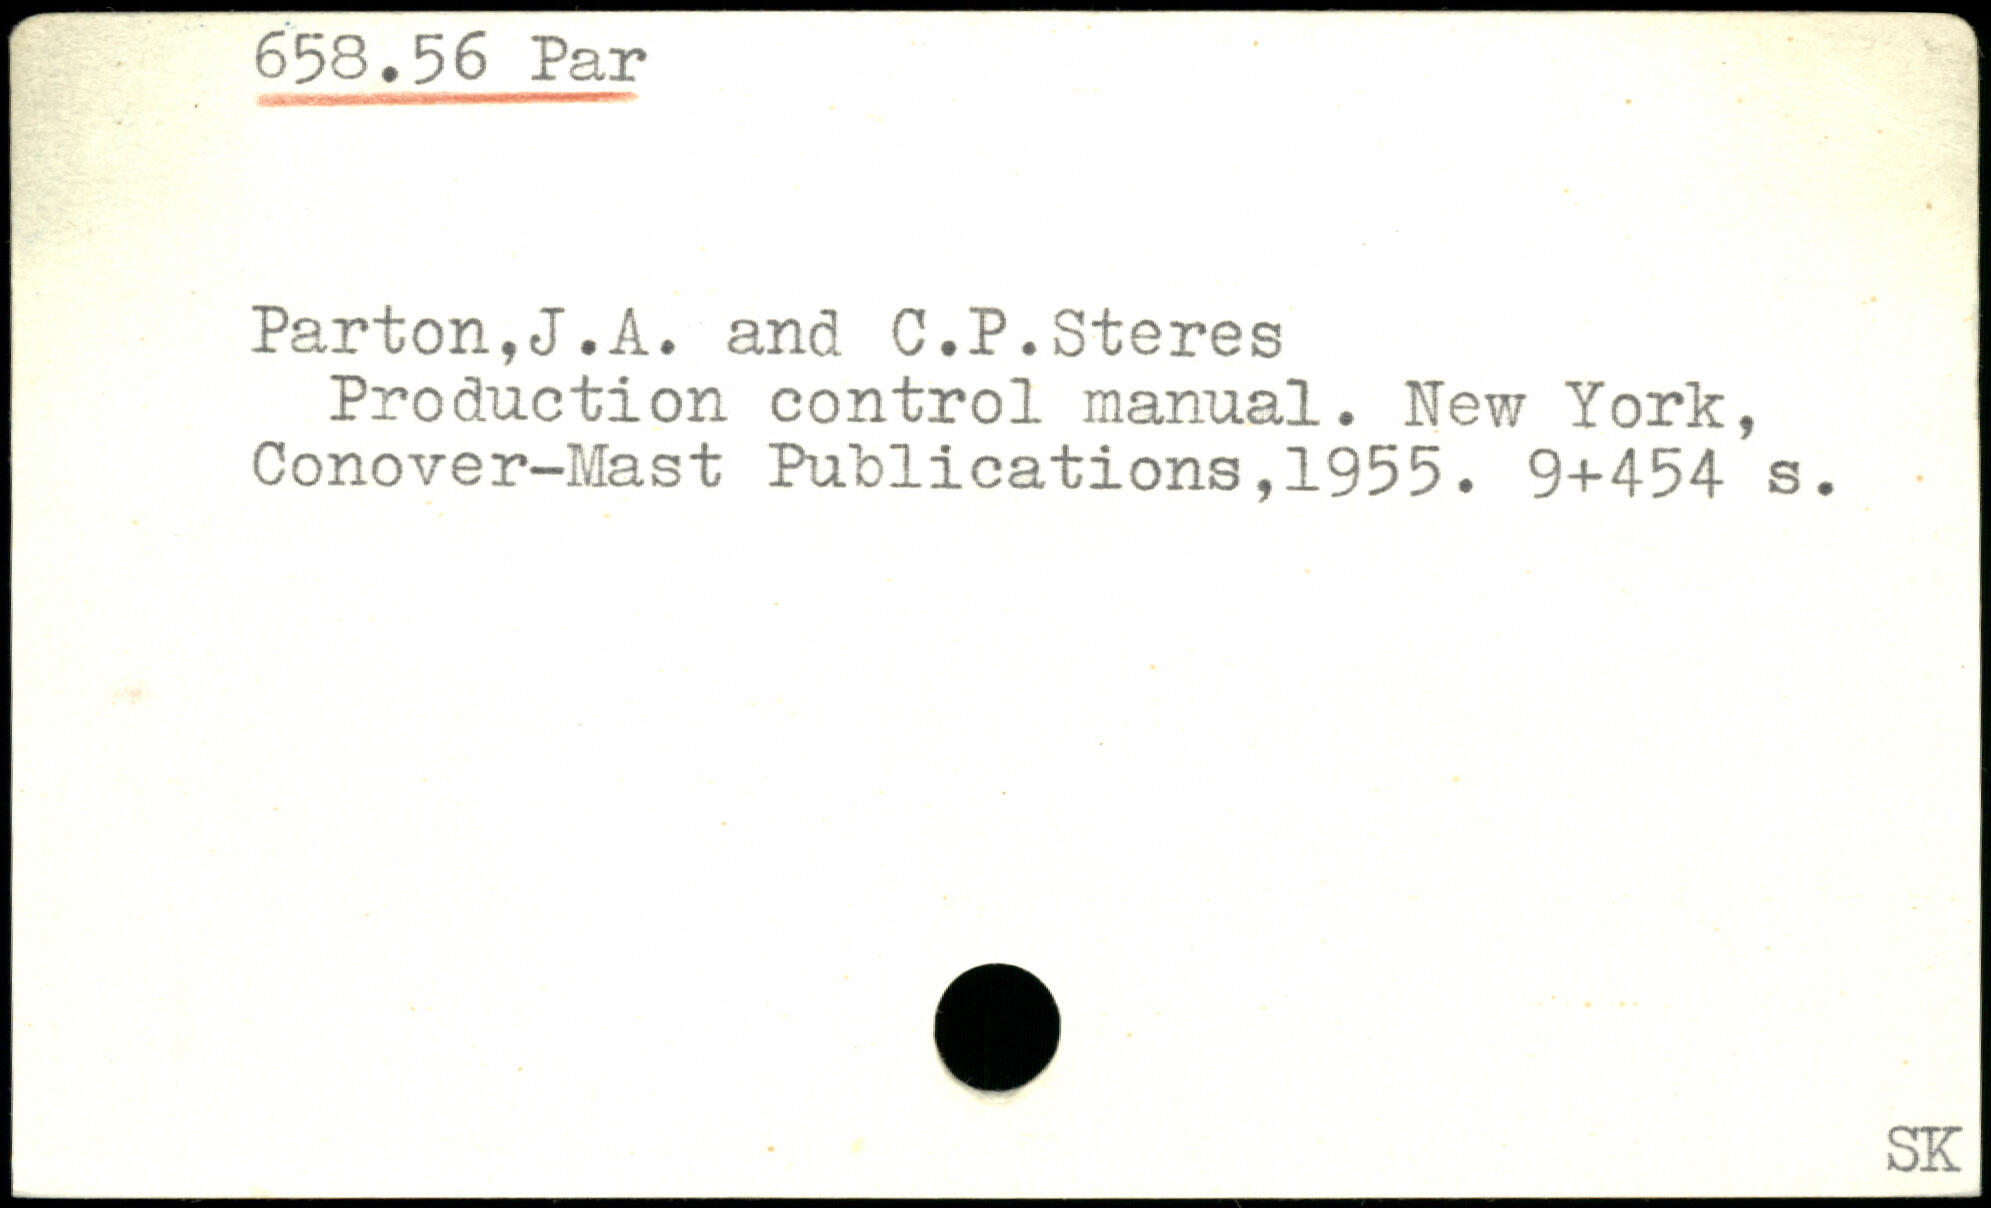 658.56 Par
Parton,J.A. and C.P.Steres
Production control manual. New York,
Conover-Mast Publications,1955. 9+454 s.
SK